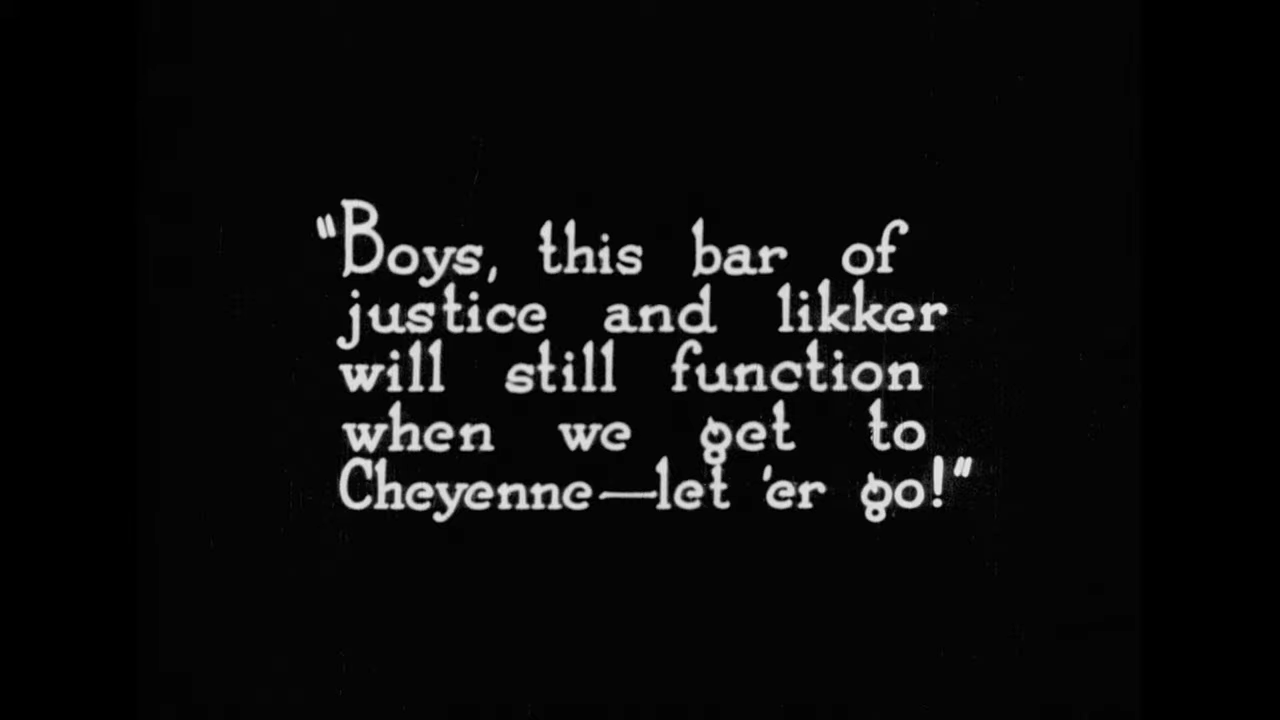 "Boys, this bar of
justice and likker
will still function
when we get to
Cheyenne—let 'er go!"